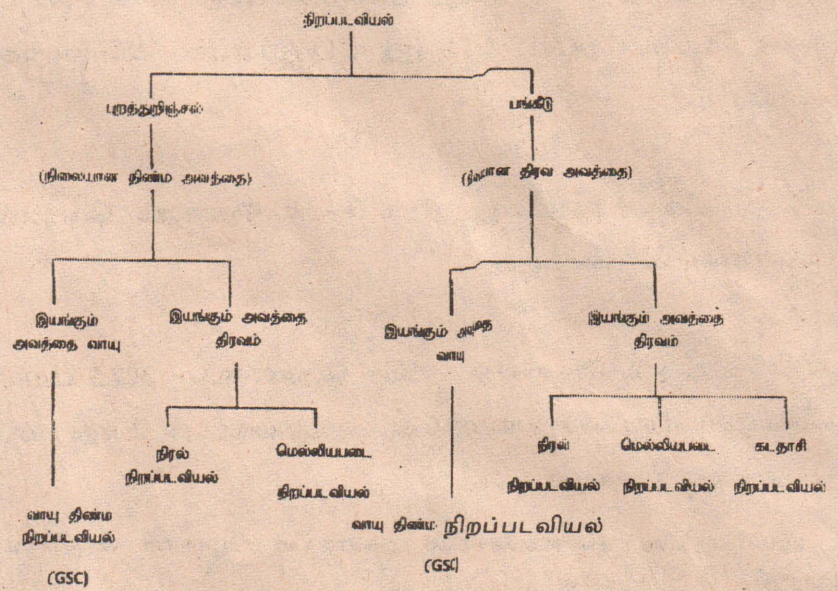 நிறப்படவியல்
புறத்துறிஞ்சல்
பங்கீடு
(நிலையான திண்ம அவத்தை)
திரவ அவத்தை)
இயங்கும்
அவத்தை வாயு
இயங்கும் அவத்தை
திரவம்
இயங்கும்
வாயு
இயங்கும் அவத்தை
திரவம்
நிரல்
நிறப்படவியல்
மெல்லியபடை
நிறப்படவியல்
நிரல்
நிறப்படவியல்
மெல்லியபடை
நிறப்படவியல்
கடதாசி
நிறப்படவியல்
வாயு திண்ம
நிறப்படவியல்
(GSC)
வாயு திண்ம நிறப்படவியல்
(GSC)